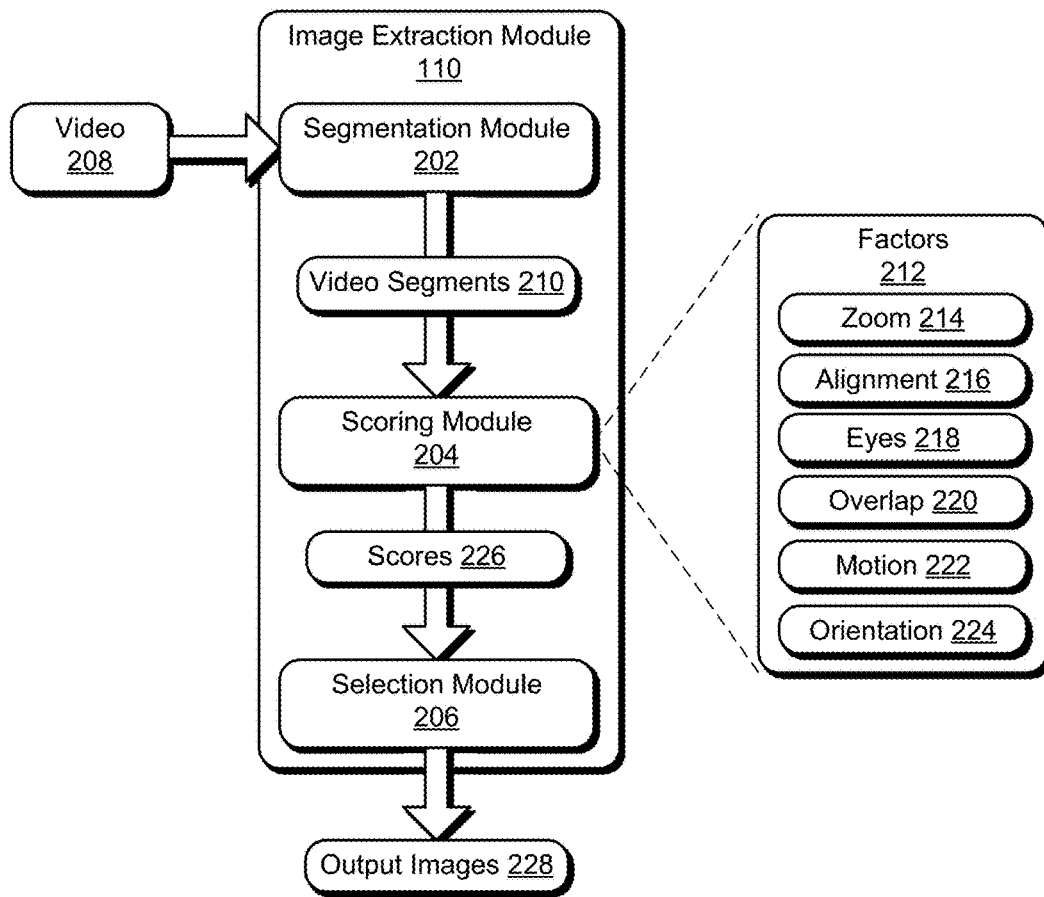 Image Extraction Module
110
Video
208
Segmentation Module
202
Video Segments 210
Scoring Module
204
Scores 226
Selection Module
206
Output Images 228
Factors
212
Zoom 214
Alignment 216
Eyes 218
Overlap 220
Motion 222
Orientation 224